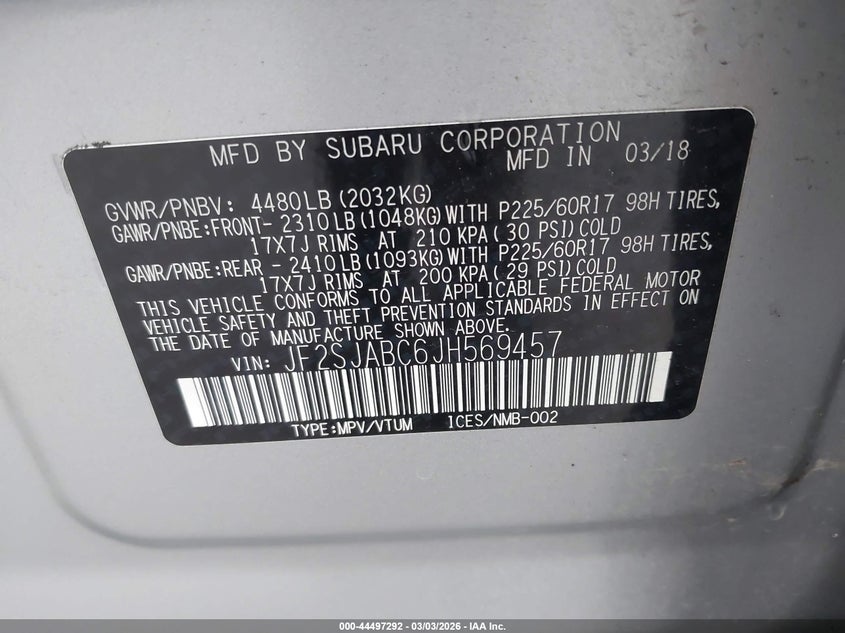 MFD BY SUBARU CORPORATION
MFD IN 03/18
GVWR/PNBV: 4480LB(2032KG)
GAWR/PNBE:FRONT- 2310LB(1048KG)WITH P225/60R17 98H TIRES,
17X7J RIMS AT 210 KPA( 30 PSI)COLD
GAWR/PNBE:REAR - 2410LB(1093KG)WITH P225/60R17 98H TIRES,
17X7J RIMS AT 200 KPA( 29 PSI)COLD
THIS VEHICLE CONFORMS TO ALL APPLICABLE FEDERAL MOTOR
VEHICLE SAFETY AND THEFT PREVENTION STANDARDS IN EFFECT ON
THE DATE OF MANUFACTURE SHOWN ABOVE.
VIN: JF2SJABC6JH569457
TYPE:MPV/VTUM ICES/NMB-002
000-44497292 - 03/03/2026 - IAA Inc.